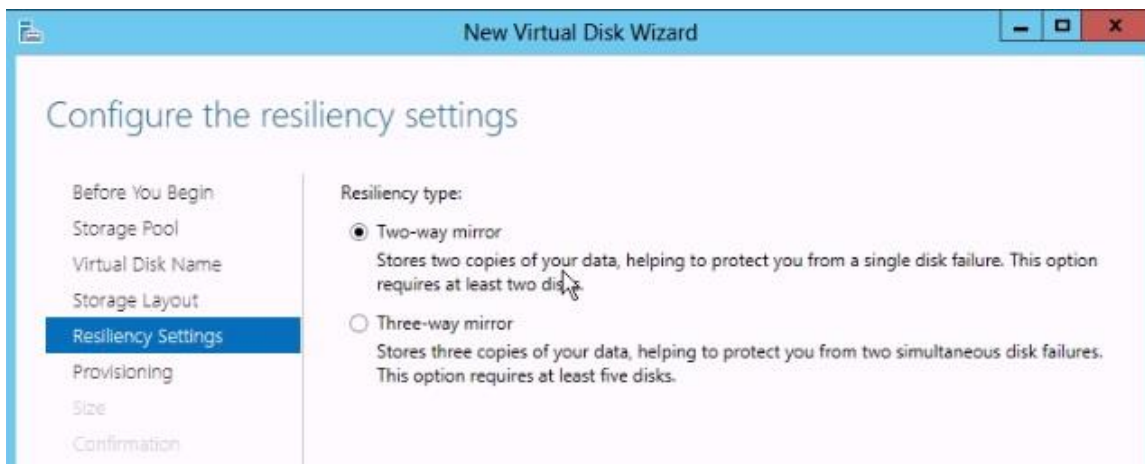 New Virtual Disk Wizard
Configure the resiliency settings
Before You Begin
Storage Pool
Virtual Disk Name
Storage Layout
Resiliency Settings
Provisioning
Size
Confirmation
Resiliency type:
Two-way mirror
Stores two copies of your data, helping to protect you from a single disk failure. This option
requires at least two disks.
Three-way mirror
Stores three copies of your data, helping to protect you from two simultaneous disk failures.
This option requires at least five disks.